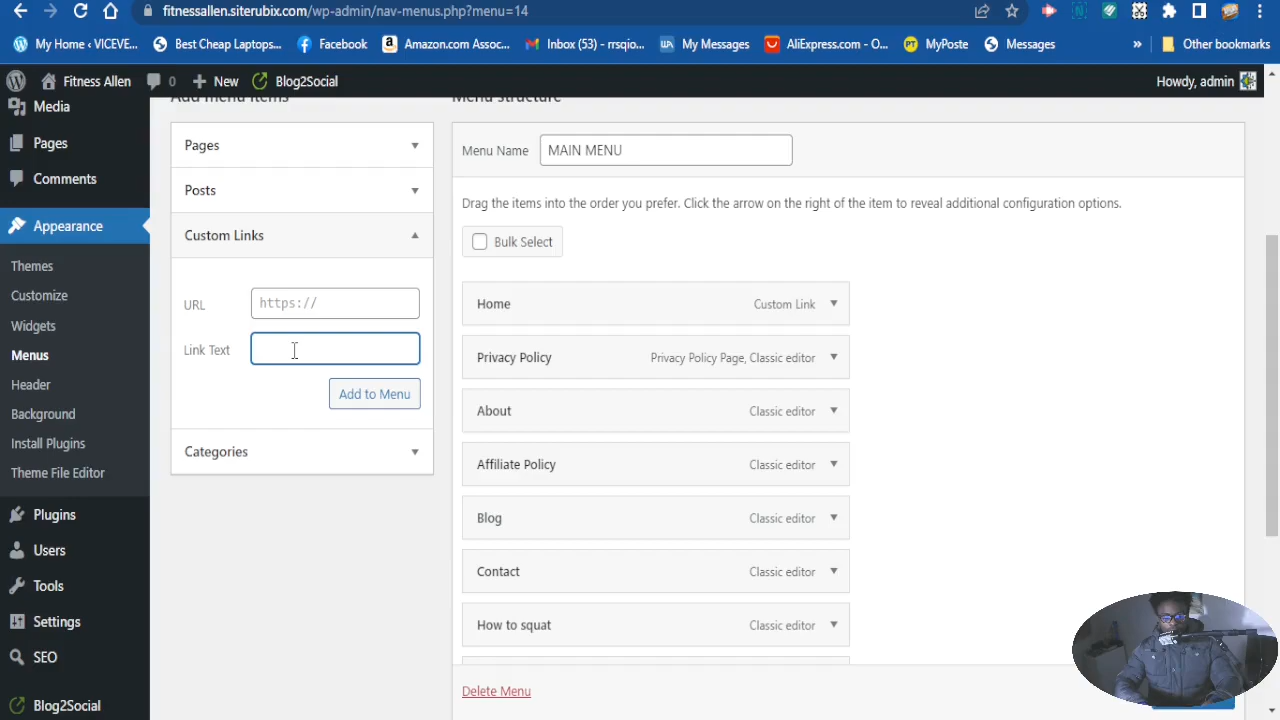 fitnessallen.siterubix.com/wp-admin/nav-menus.php?menu=14
My Home ‹ VICEVE...
Best Cheap Laptops...
Facebook
Amazon.com Assoc...
Inbox (53) - rrsqio...
My Messages
AliExpress.com - O...
MyPoste
Messages
»
Other bookmarks
Fitness Allen
0
New
Blog2Social
Howdy, admin
Media
Pages
Comments
Appearance
Themes
Customize
Widgets
Menus
Header
Background
Install Plugins
Theme File Editor
Plugins
Users
Tools
Settings
SEO
Blog2Social
Add menu items
Pages
Posts
Custom Links
URL https://
Link Text
Add to Menu
Categories
Menu structure
Menu Name MAIN MENU
Drag the items into the order you prefer. Click the arrow on the right of the item to reveal additional configuration options.
Bulk Select
Home Custom Link
Privacy Policy Privacy Policy Page, Classic editor
About Classic editor
Affiliate Policy Classic editor
Blog Classic editor
Contact Classic editor
How to squat Classic editor
Delete Menu